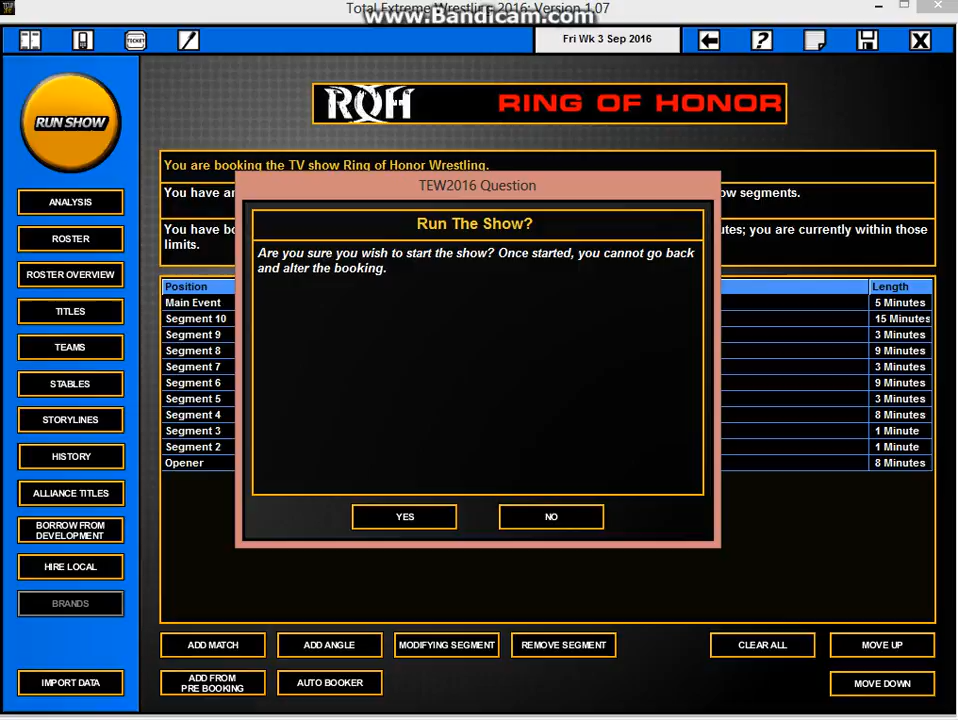 Total Extreme Wrestling 2016: Version 1.07
www.Bandicam.com
TICKET
Fri Wk 3 Sep 2016
?
X
RUN SHOW
ROH
RING OF HONOR
You are booking the TV show Ring of Honor Wrestling.
You have ar
ow segments.
You have bo
utes; you are currently within those
limits.
TEW2016 Question
Run The Show?
Are you sure you wish to start the show? Once started, you cannot go back
and alter the booking.
YES
NO
Position
Length
Main Event
5 Minutes
Segment 10
15 Minutes
Segment 9
3 Minutes
Segment 8
9 Minutes
Segment 7
3 Minutes
Segment 6
9 Minutes
Segment 5
3 Minutes
Segment 4
8 Minutes
Segment 3
1 Minute
Segment 2
1 Minute
Opener
8 Minutes
ANALYSIS
ROSTER
ROSTER OVERVIEW
TITLES
TEAMS
STABLES
STORYLINES
HISTORY
ALLIANCE TITLES
BORROW FROM
DEVELOPMENT
HIRE LOCAL
BRANDS
IMPORT DATA
ADD MATCH
ADD ANGLE
MODIFYING SEGMENT
REMOVE SEGMENT
CLEAR ALL
MOVE UP
ADD FROM
PRE BOOKING
AUTO BOOKER
MOVE DOWN